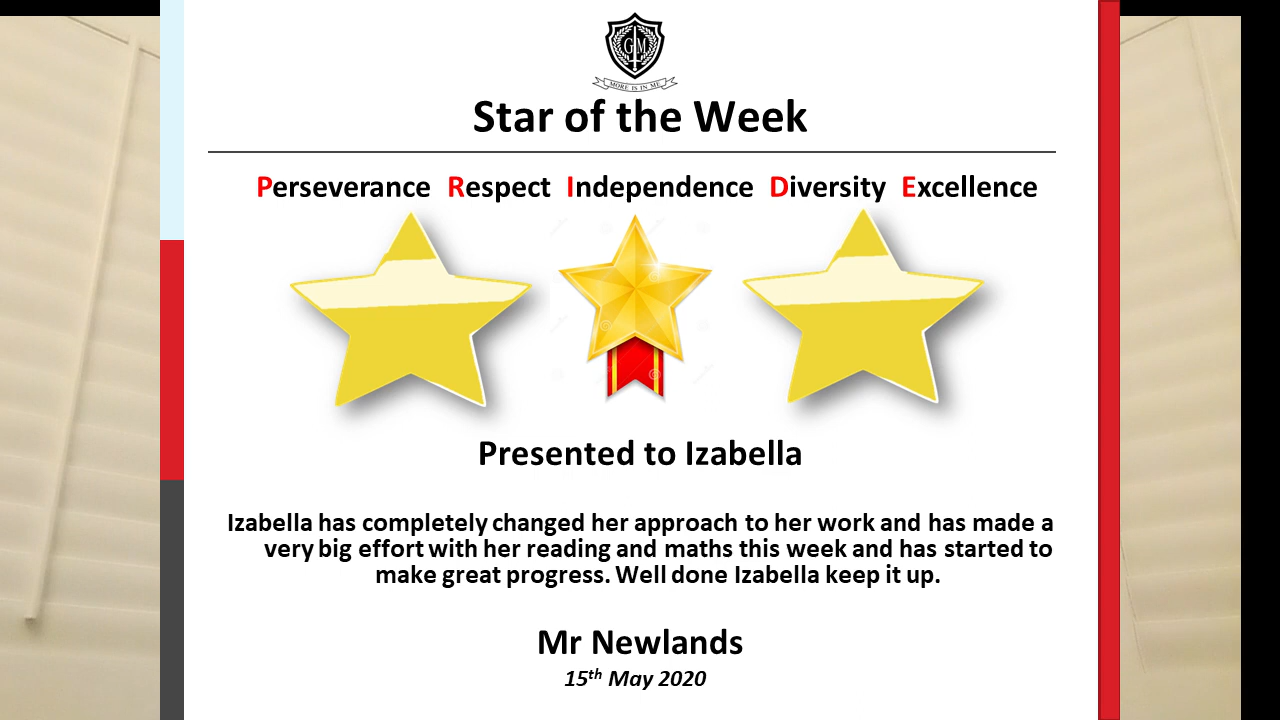 GM
MORE IS IN ME
Star of the Week
Perseverance Respect Independence Diversity Excellence
Presented to Izabella
Izabella has completely changed her approach to her work and has made a
very big effort with her reading and maths this week and has started to
make great progress. Well done Izabella keep it up.
Mr Newlands
15th May 2020